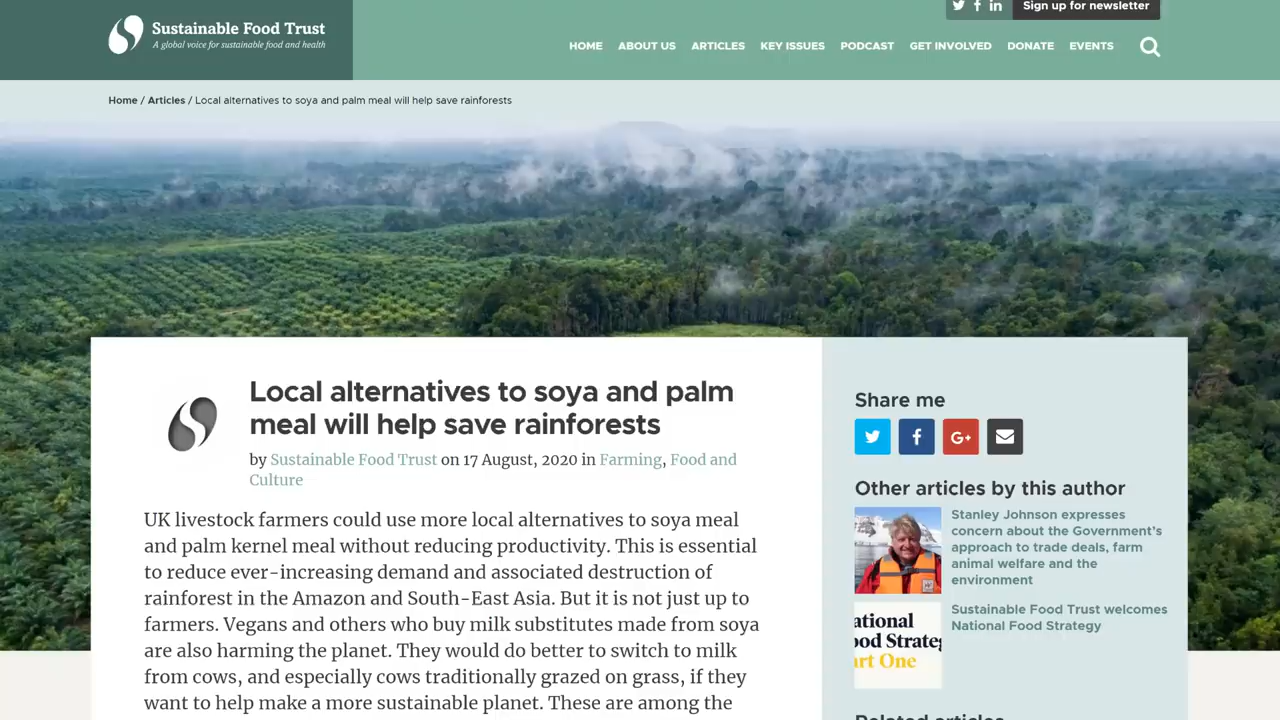 Sustainable Food Trust
A global voice for sustainable food and health
Sign up for newsletter
HOME ABOUT US ARTICLES KEY ISSUES PODCAST GET INVOLVED DONATE EVENTS
Home / Articles / Local alternatives to soya and palm meal will help save rainforests
Local alternatives to soya and palm
meal will help save rainforests
by Sustainable Food Trust on 17 August, 2020 in Farming, Food and
Culture
UK livestock farmers could use more local alternatives to soya meal
and palm kernel meal without reducing productivity. This is essential
to reduce ever-increasing demand and associated destruction of
rainforest in the Amazon and South-East Asia. But it is not just up to
farmers. Vegans and others who buy milk substitutes made from soya
are also harming the planet. They would do better to switch to milk
from cows, and especially cows traditionally grazed on grass, if they
want to help make a more sustainable planet. These are among the
Share me
Other articles by this author
Stanley Johnson expresses
concern about the Government's
approach to trade deals, farm
animal welfare and the
environment
ational
ood Strateg
art One
Sustainable Food Trust welcomes
National Food Strategy
Related articles